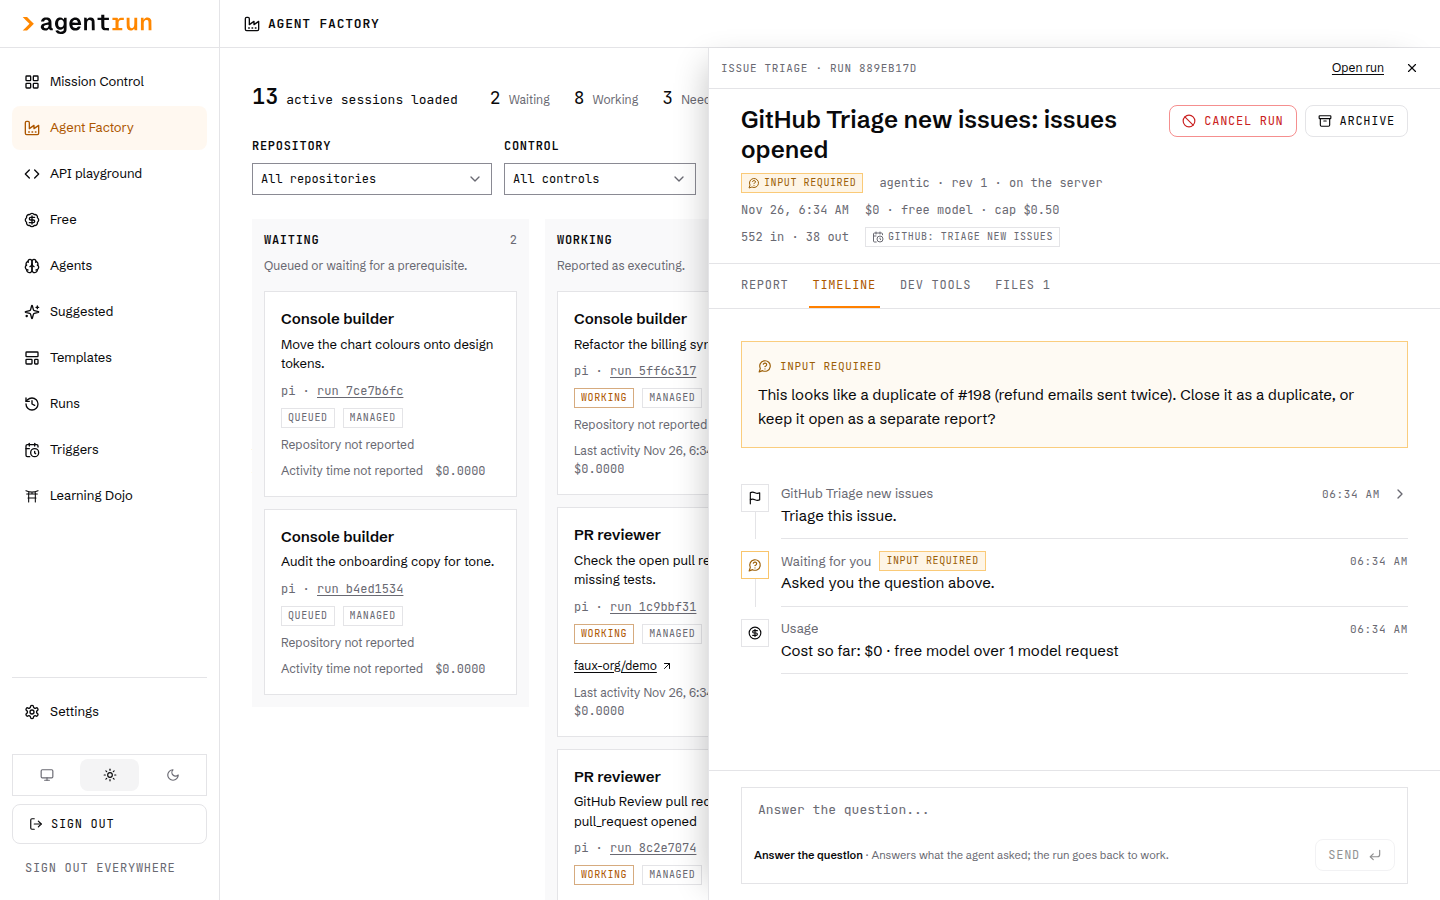 agentrun
AGENT FACTORY
Mission Control
Agent Factory
API playground
Free
Agents
Suggested
Templates
Runs
Triggers
Learning Dojo
Settings
SIGN OUT
SIGN OUT EVERYWHERE
13 active sessions loaded 2 Waiting 8 Working 3
REPOSITORY CONTROL
All repositories All controls
WAITING 2
Queued or waiting for a prerequisite.
Console builder
Move the chart colours onto design
tokens.
pi · run 7ce7b6fc
QUEUED MANAGED
Repository not reported
Activity time not reported $0.0000
Console builder
Audit the onboarding copy for tone.
pi · run b4ed1534
QUEUED MANAGED
Repository not reported
Activity time not reported $0.0000
WORKING
Reported as executing.
Console builder
Refactor the billing
pi · run 5ff6c317
WORKING MANAGED
Repository not reported
Last activity Nov 26,
$0.0000
PR reviewer
Check the open pull
missing tests.
pi · run 1c9bbf31
WORKING MANAGED
faux-org/demo
Last activity Nov 26,
$0.0000
PR reviewer
GitHub Review pull
pull_request opened
pi · run 8c2e7074
WORKING MANAGED
ISSUE TRIAGE · RUN 889EB17D Open run
GitHub Triage new issues: issues
opened
CANCEL RUN ARCHIVE
INPUT REQUIRED agentic · rev 1 · on the server
Nov 26, 6:34 AM $0 · free model · cap $0.50
552 in · 38 out GITHUB: TRIAGE NEW ISSUES
REPORT TIMELINE DEV TOOLS FILES 1
INPUT REQUIRED
This looks like a duplicate of #198 (refund emails sent twice). Close it as a duplicate, or
keep it open as a separate report?
GitHub Triage new issues 06:34 AM
Triage this issue.
Waiting for you INPUT REQUIRED 06:34 AM
Asked you the question above.
Usage 06:34 AM
Cost so far: $0 · free model over 1 model request
Answer the question...
Answer the question · Answers what the agent asked; the run goes back to work.
SEND